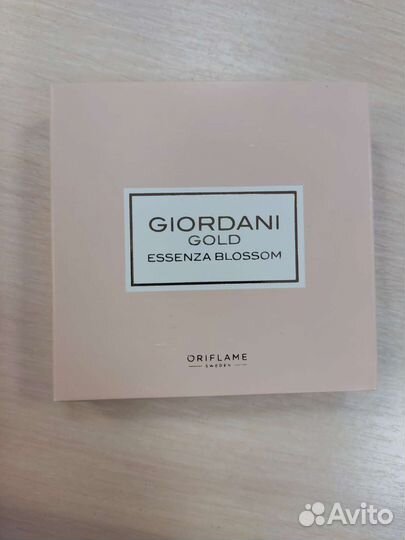 GIORDANI
GOLD
ESSENZA BLOSSOM
ORIFLAME
SWEDEN
Avito